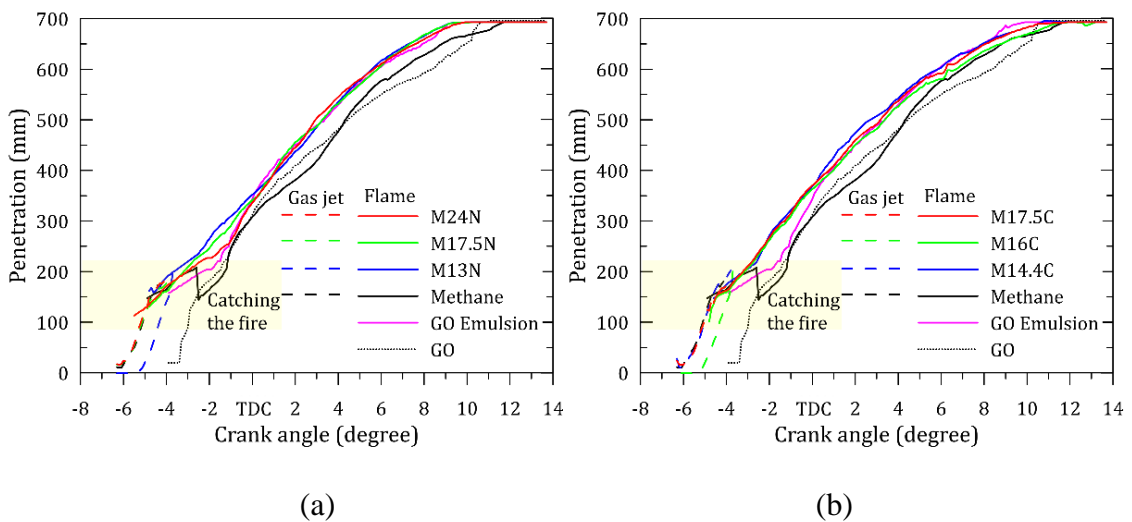 700
600
500
400
300
200
100
0
Penetration (mm)
Gas jet Flame
M24N
M17.5N
M13N
Methane
GO Emulsion
GO
Catching
the fire
-8 -6 -4 -2 TDC 2 4 6 8 10 12 14
Crank angle (degree)
(a)
700
600
500
400
300
200
100
0
Penetration (mm)
Gas jet Flame
M17.5C
M16C
M14.4C
Methane
GO Emulsion
GO
Catching
the fire
-8 -6 -4 -2 TDC 2 4 6 8 10 12 14
Crank angle (degree)
(b)